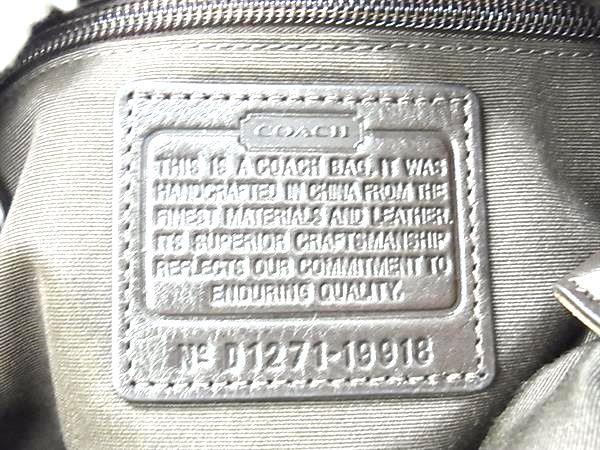 COACH
THIS IS A COACH BAG. IT WAS
HANDCRAFTED IN CHINA FROM THE
FINEST MATERIALS AND LEATHER.
ITS SUPERIOR CRAFTSMANSHIP
REFLECTS OUR COMMITMENT TO
ENDURING QUALITY.
Nº D1271-19918